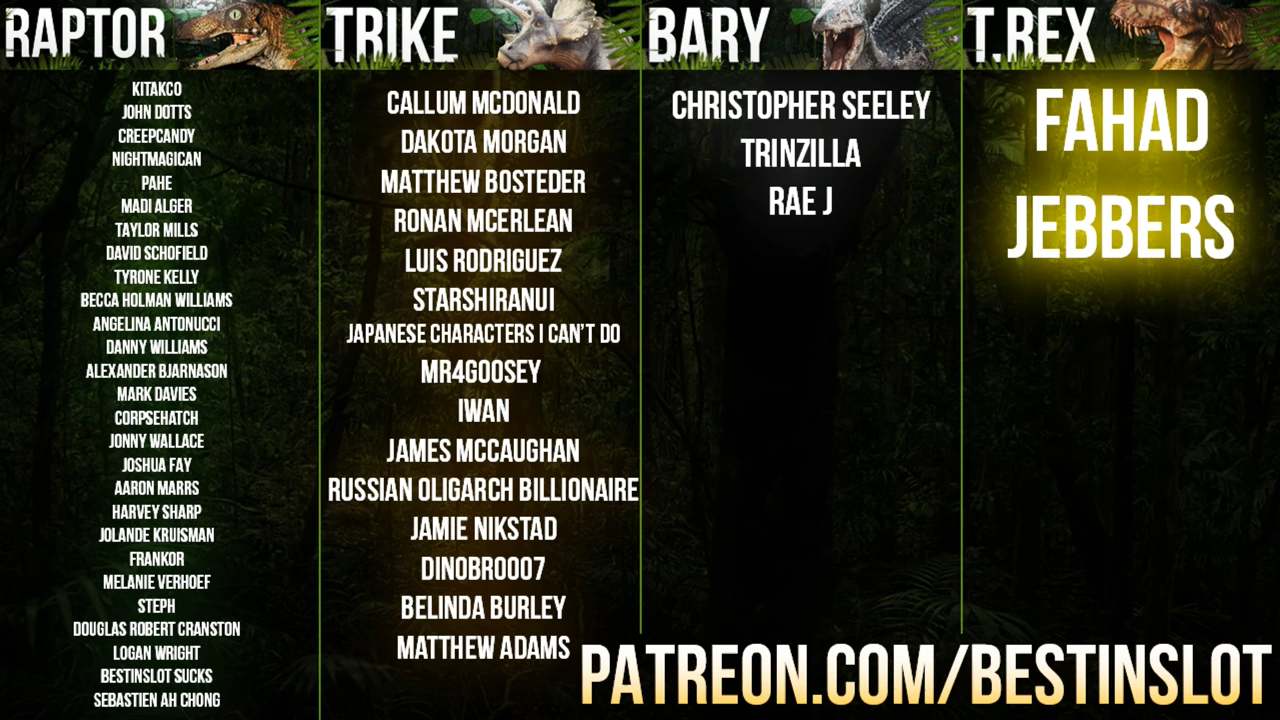 RAPTOR
KITAKCO
JOHN DOTTS
CREEPCANDY
NIGHTMAGICAN
PAHE
MADI ALGER
TAYLOR MILLS
DAVID SCHOFIELD
TYRONE KELLY
BECCA HOLMAN WILLIAMS
ANGELINA ANTONUCCI
DANNY WILLIAMS
ALEXANDER BJARNASON
MARK DAVIES
CORPSEHATCH
JONNY WALLACE
JOSHUA FAY
AARON MARRS
HARVEY SHARP
JOLANDE KRUISMAN
FRANKOR
MELANIE VERHOEF
STEPH
DOUGLAS ROBERT CRANSTON
LOGAN WRIGHT
BESTINSLOT SUCKS
SEBASTIEN AH CHONG
TRIKE
CALLUM MCDONALD
DAKOTA MORGAN
MATTHEW BOSTEDER
RONAN MCERLEAN
LUIS RODRIGUEZ
STARSHIRANUI
JAPANESE CHARACTERS I CAN'T DO
MR4GOOSEY
IWAN
JAMES MCCAUGHAN
RUSSIAN OLIGARCH BILLIONAIRE
JAMIE NIKSTAD
DINOBRO007
BELINDA BURLEY
MATTHEW ADAMS
BARY
CHRISTOPHER SEELEY
TRINZILLA
RAE J
T.REX
FAHAD
JEBBERS
PATREON.COM/BESTINSLOT